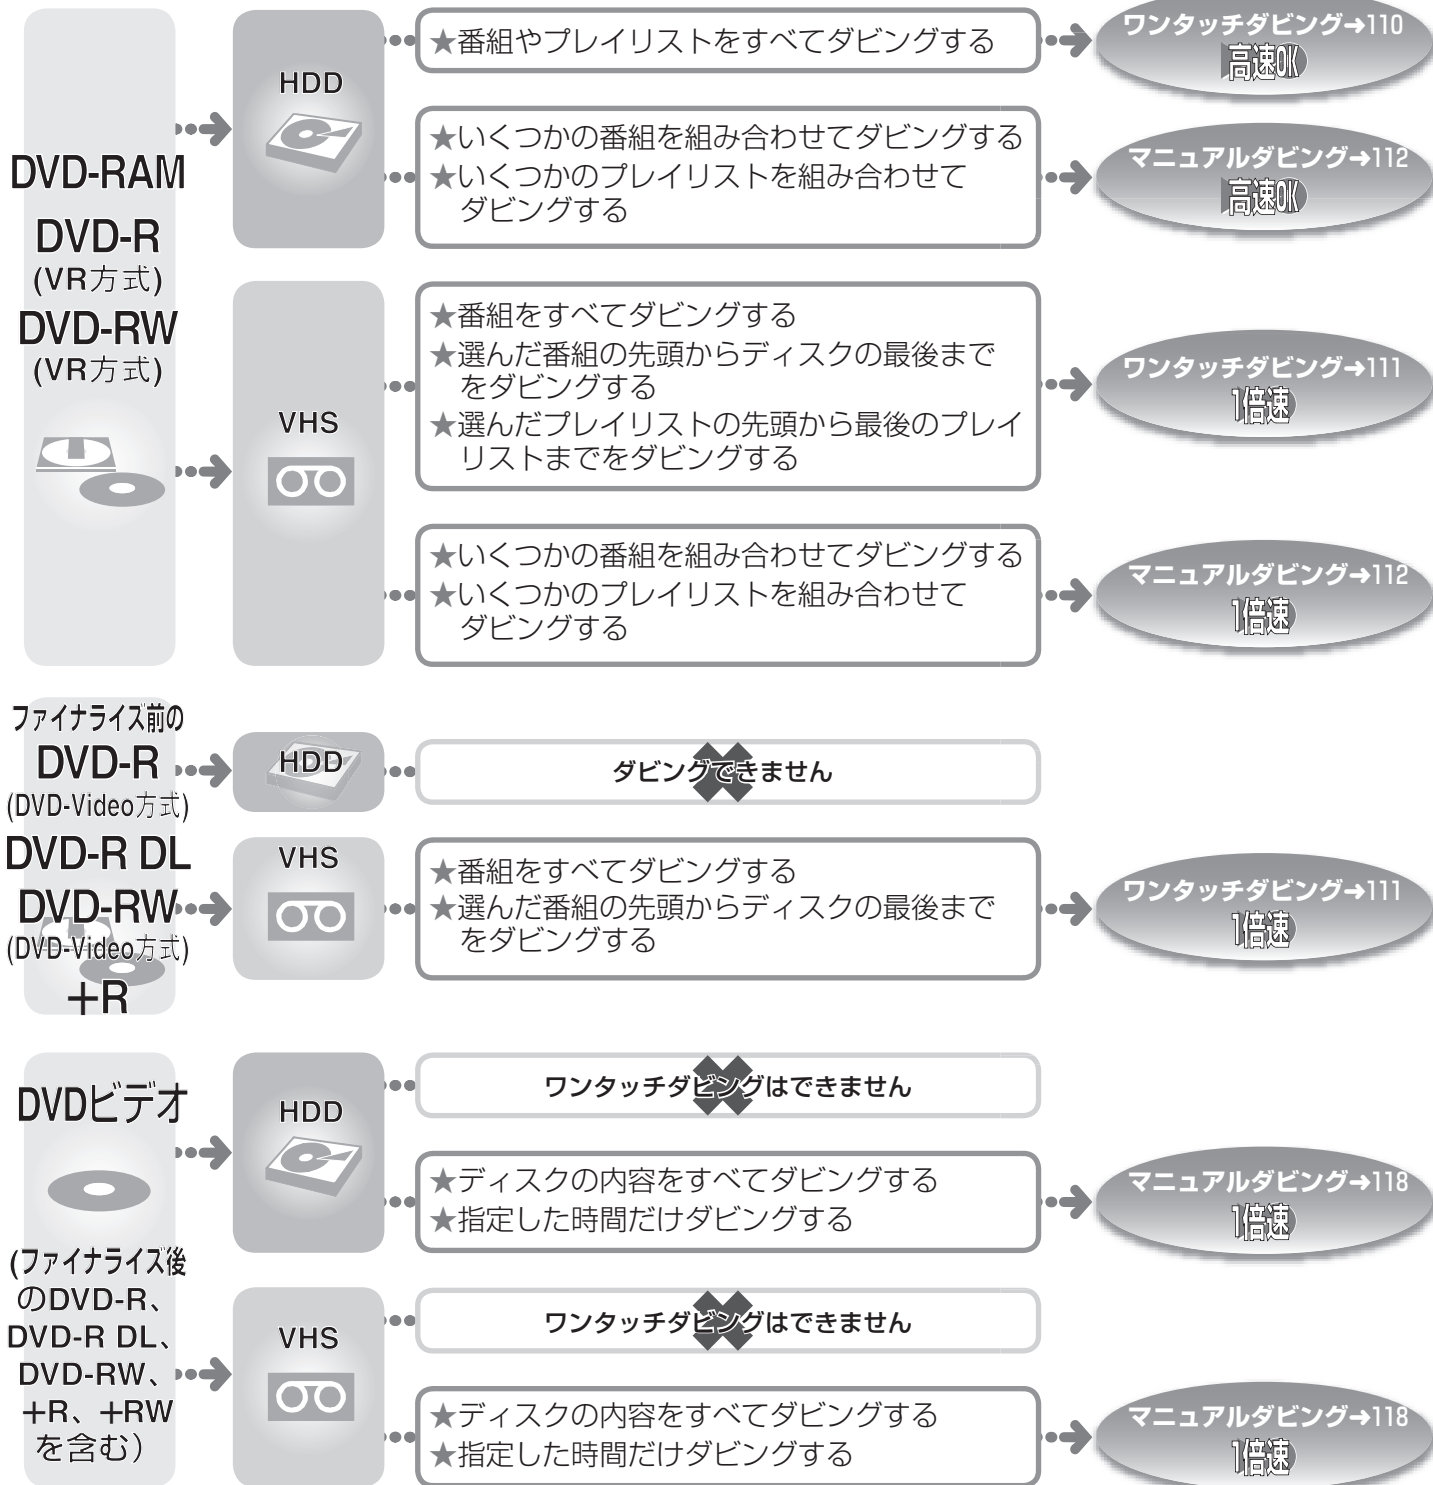 DVD-RAM
DVD-R
(VR方式)
DVD-RW
(VR方式)
HDD
★番組やプレイリストをすべてダビングする
ワンタッチダビング➜110
高速OK
★いくつかの番組を組み合わせてダビングする
★いくつかのプレイリストを組み合わせて
ダビングする
マニュアルダビング➜112
高速OK
VHS
★番組をすべてダビングする
★選んだ番組の先頭からディスクの最後まで
をダビングする
★選んだプレイリストの先頭から最後のプレイ
リストまでをダビングする
ワンタッチダビング➜111
1倍速
★いくつかの番組を組み合わせてダビングする
★いくつかのプレイリストを組み合わせて
ダビングする
マニュアルダビング➜112
1倍速
ファイナライズ前の
DVD-R
(DVD-Video方式)
DVD-R DL
DVD-RW
(DVD-Video方式)
+R
HDD
ダビングできません
VHS
★番組をすべてダビングする
★選んだ番組の先頭からディスクの最後まで
をダビングする
ワンタッチダビング➜111
1倍速
DVDビデオ
(ファイナライズ後
のDVD-R、
DVD-R DL、
DVD-RW、
+R、+RW
を含む)
HDD
ワンタッチダビングはできません
★ディスクの内容をすべてダビングする
★指定した時間だけダビングする
マニュアルダビング➜118
1倍速
VHS
ワンタッチダビングはできません
★ディスクの内容をすべてダビングする
★指定した時間だけダビングする
マニュアルダビング➜118
1倍速